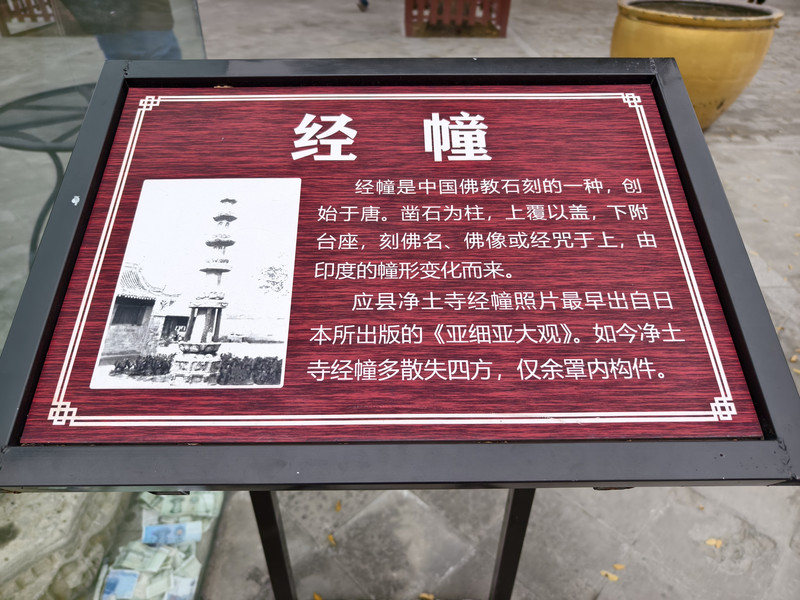 经 幢
经幢是中国佛教石刻的一种，创
始于唐。凿石为柱，上覆以盖，下附
台座，刻佛名、佛像或经咒于上，由
印度的幢形变化而来。
应县净土寺经幢照片最早出自日
本所出版的《亚细亚大观》。如今净土
寺经幢多散失四方，仅余罩内构件。